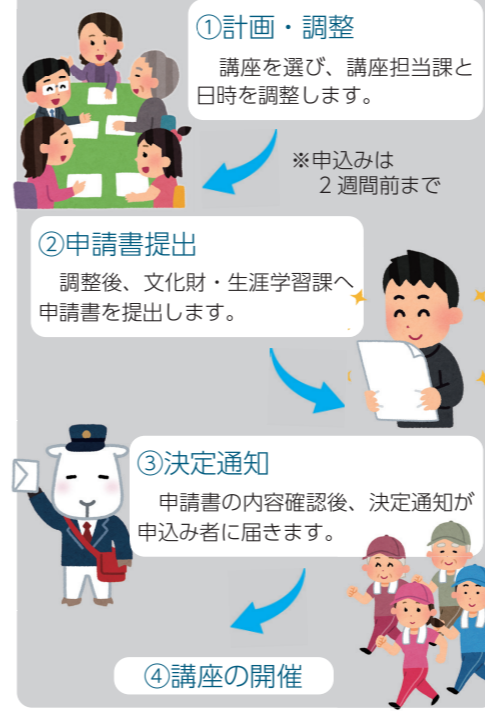 ①計画・調整
　講座を選び、講座担当課と
日時を調整します。
※申込みは
２週間前まで
②申請書提出
　調整後、文化財・生涯学習課へ
申請書を提出します。
③決定通知
　申請書の内容確認後、決定通知が
申込み者に届きます。
④講座の開催